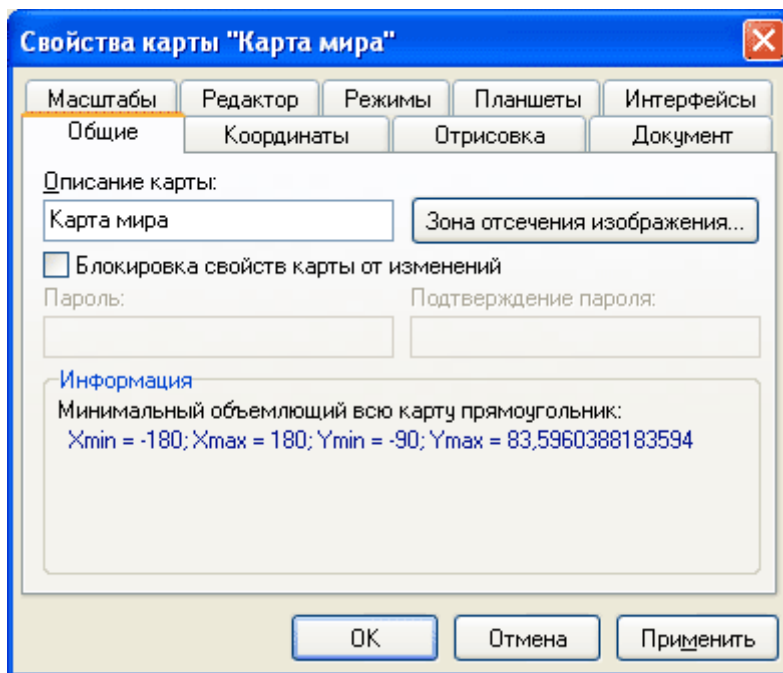 Свойства карты "Карта мира"
Масштабы Редактор Режимы Планшеты Интерфейсы
Общие Координаты Отрисовка Документ
Описание карты:
Карта мира Зона отсечения изображения...
Блокировка свойств карты от изменений
Пароль: Подтверждение пароля:
Информация
Минимальный объемлющий всю карту прямоугольник:
Xmin = -180; Xmax = 180; Ymin = -90; Ymax = 83,5960388183594
OK Отмена Применить